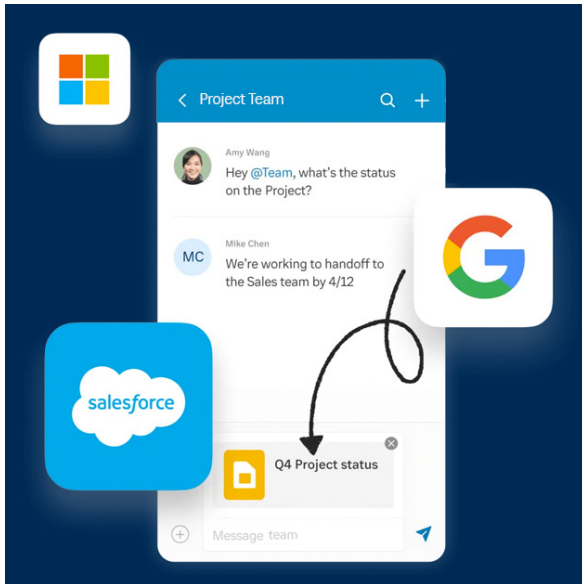 Project Team
Amy Wang
Hey @Team, what's the status
on the Project?
MC
Mike Chen
We're working to handoff to
the Sales team by 4/12
G
salesforce
Q4 Project status
Message team